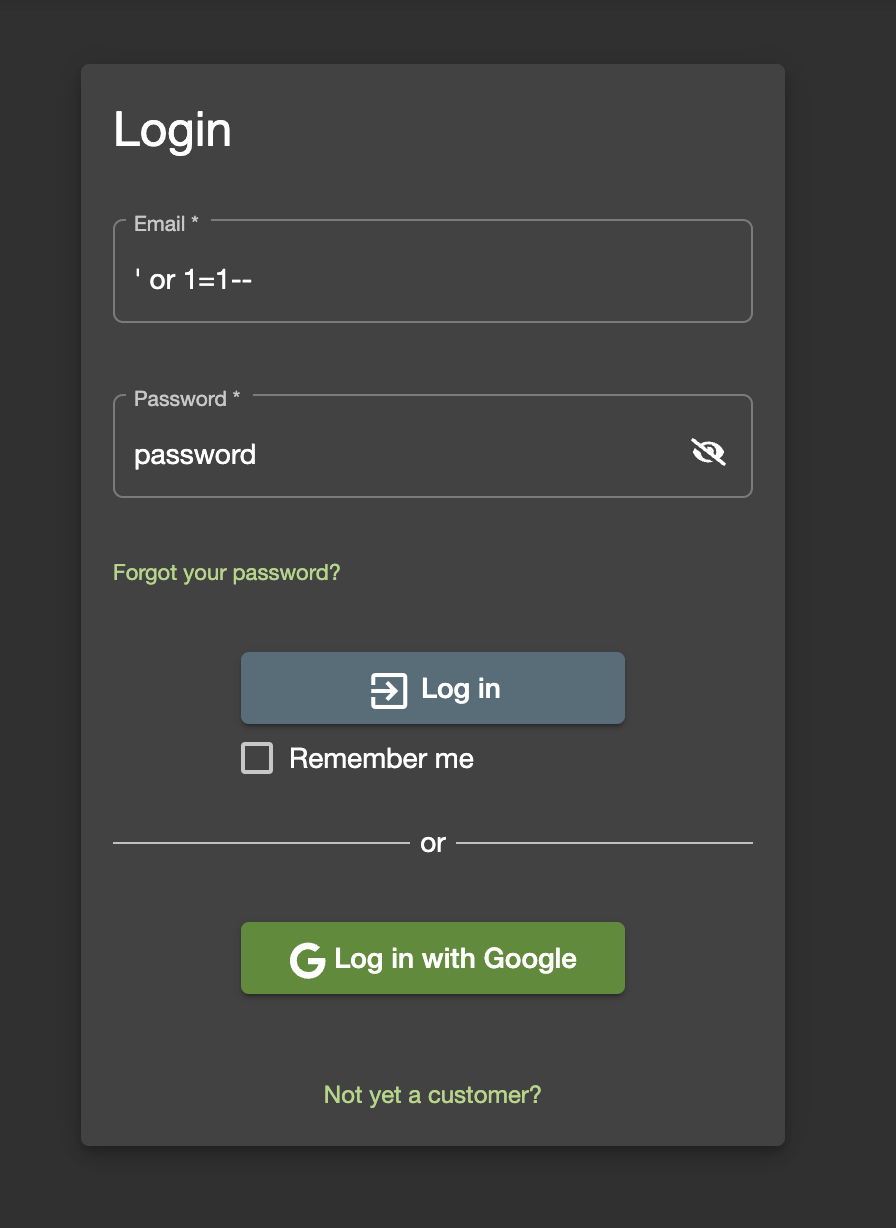 Login
Email *
' or 1=1--
Password *
password
Forgot your password?
Log in
Remember me
or
Log in with Google
Not yet a customer?